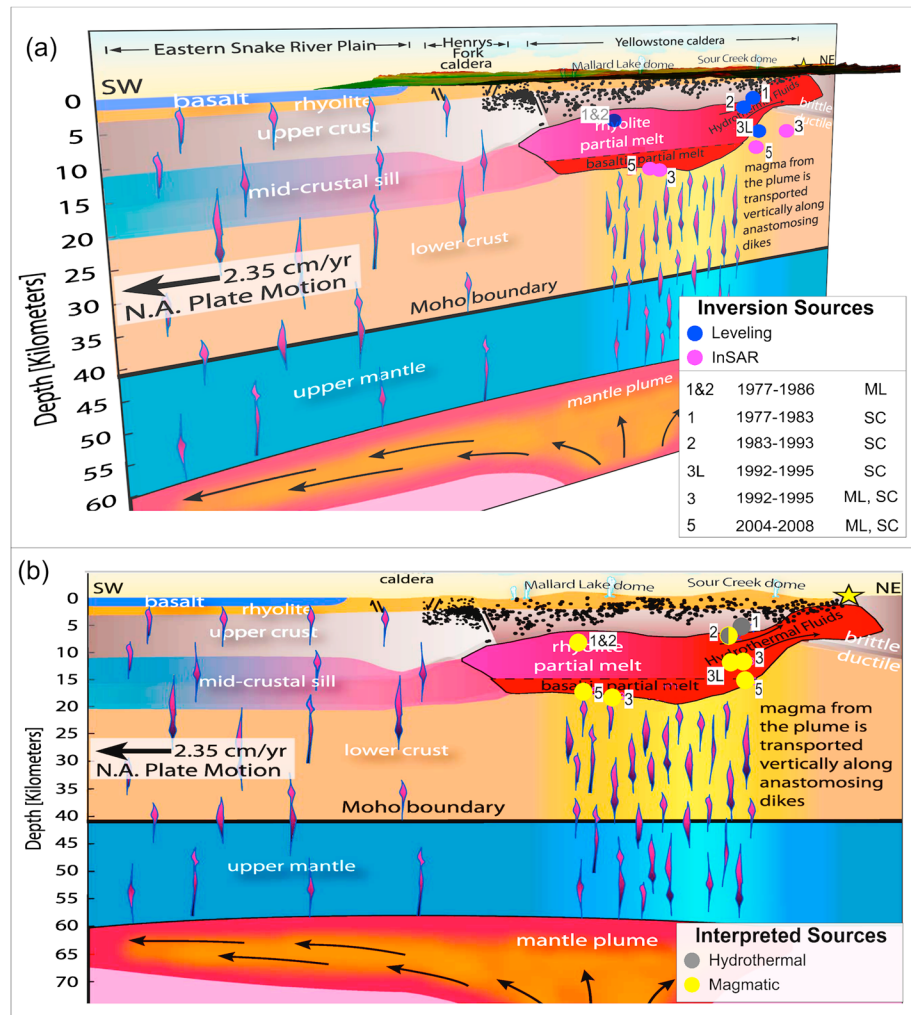 (a)
Eastern Snake River Plain
Henrys
Fork
caldera
Yellowstone caldera
Mallard Lake dome
Sour Creek dome
SW
NE
basalt
rhyolite
upper crust
mid-crustal sill
lower crust
1&2
rhyolite
partial melt
basaltic partial melt
5
3
2
1
Hydrothermal Fluids
3L
3
5
brittle
ductile
magma from
the plume is
transported
vertically along
anastomosing
dikes
2.35 cm/yr
N.A. Plate Motion
Moho boundary
upper mantle
mantle plume
Depth [Kilometers]
0
5
10
15
20
25
30
35
40
45
50
55
60
Inversion Sources
Leveling
InSAR
1&2 1977-1986 ML
1 1977-1983 SC
2 1983-1993 SC
3L 1992-1995 SC
3 1992-1995 ML, SC
5 2004-2008 ML, SC
(b)
SW
caldera
Mallard Lake dome
Sour Creek dome
NE
basalt
rhyolite
upper crust
mid-crustal sill
lower crust
1&2
rhyolite
partial melt
basaltic partial melt
5
3
2
1
Hydrothermal Fluids
3
3L
5
brittle
ductile
magma from
the plume is
transported
vertically along
anastomosing
dikes
2.35 cm/yr
N.A. Plate Motion
Moho boundary
upper mantle
mantle plume
Depth [Kilometers]
0
5
10
15
20
25
30
35
40
45
50
55
60
65
70
Interpreted Sources
Hydrothermal
Magmatic